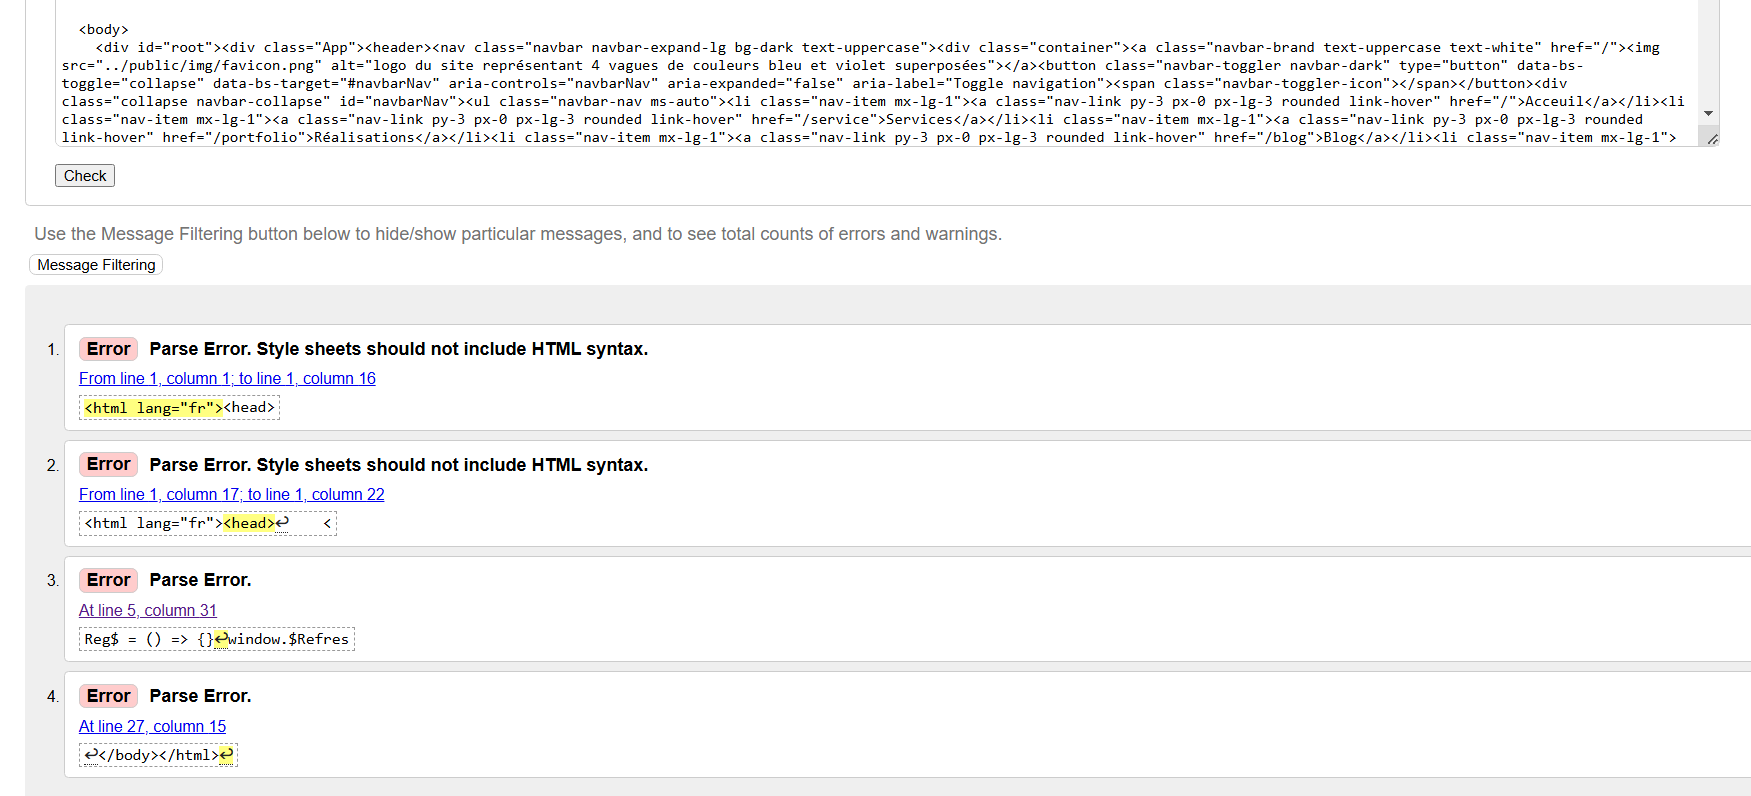 <body>
<div id="root"><div class="App"><header><nav class="navbar navbar-expand-lg bg-dark text-uppercase"><div class="container"><a class="navbar-brand text-uppercase text-white" href="/"><img
src="../public/img/favicon.png" alt="logo du site représentant 4 vagues de couleurs bleu et violet superposées"></a><button class="navbar-toggler navbar-dark" type="button" data-bs-
toggle="collapse" data-bs-target="#navbarNav" aria-controls="navbarNav" aria-expanded="false" aria-label="Toggle navigation"><span class="navbar-toggler-icon"></span></button><div
class="collapse navbar-collapse" id="navbarNav"><ul class="navbar-nav ms-auto"><li class="nav-item mx-lg-1"><a class="nav-link py-3 px-0 px-lg-3 rounded link-hover" href="/">Acceuil</a></li><li
class="nav-item mx-lg-1"><a class="nav-link py-3 px-0 px-lg-3 rounded link-hover" href="/service">Services</a></li><li class="nav-item mx-lg-1"><a class="nav-link py-3 px-0 px-lg-3 rounded
link-hover" href="/portfolio">Réalisations</a></li><li class="nav-item mx-lg-1"><a class="nav-link py-3 px-0 px-lg-3 rounded link-hover" href="/blog">Blog</a></li><li class="nav-item mx-lg-1">
Check
Use the Message Filtering button below to hide/show particular messages, and to see total counts of errors and warnings.
Message Filtering
1. Error Parse Error. Style sheets should not include HTML syntax.
From line 1, column 1; to line 1, column 16
<html lang="fr"><head>
2. Error Parse Error. Style sheets should not include HTML syntax.
From line 1, column 17; to line 1, column 22
<html lang="fr"><head>↩    <
3. Error Parse Error.
At line 5, column 31
Reg$ = () => {}↩window.$Refres
4. Error Parse Error.
At line 27, column 15
↩</body></html>↩